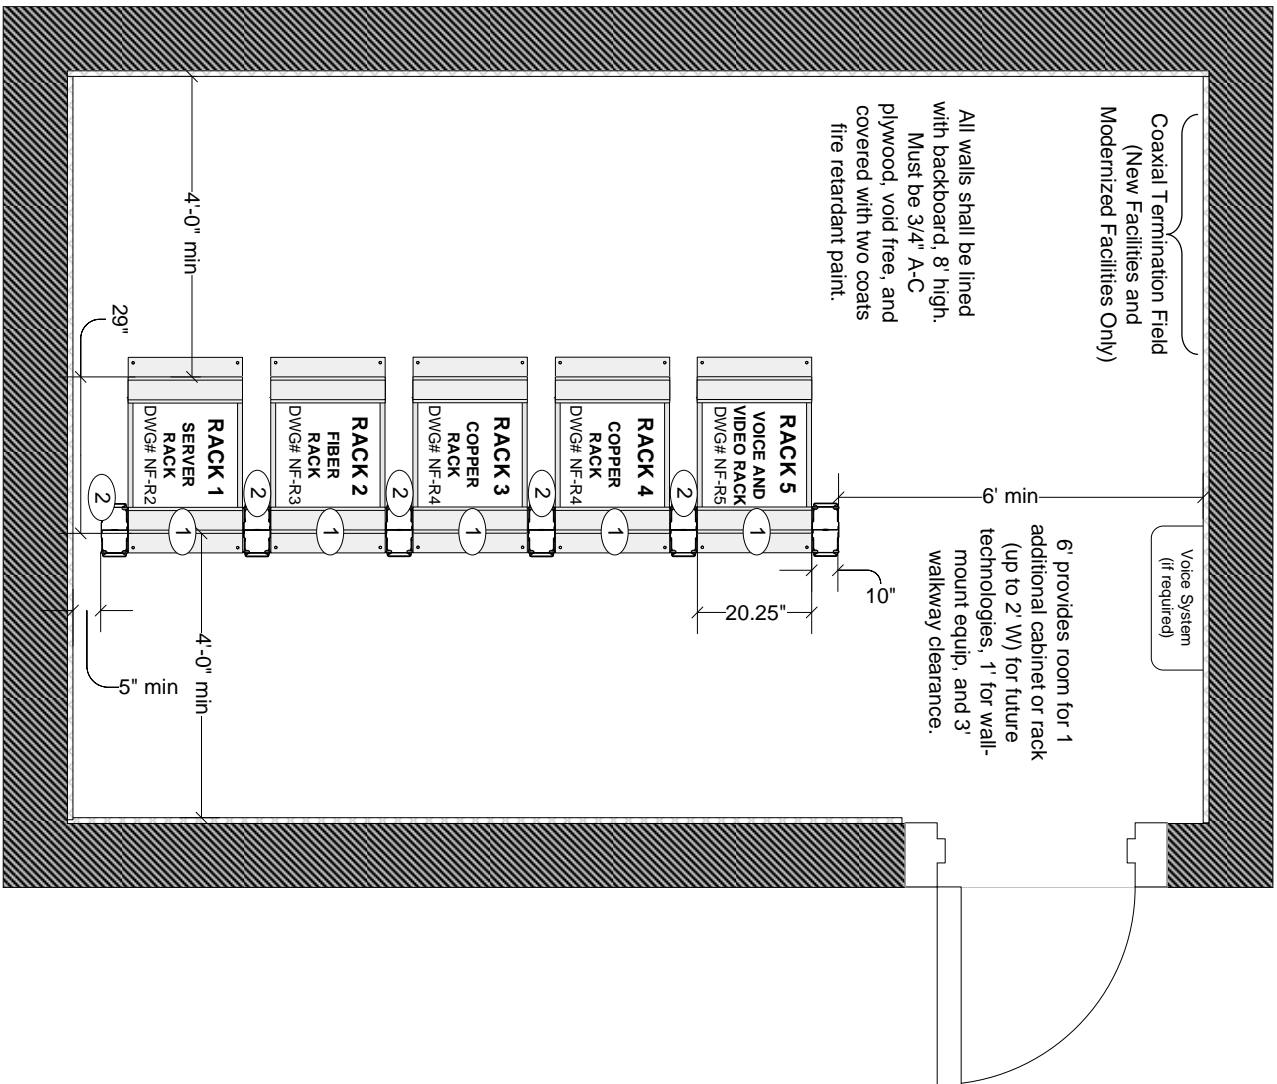 Coaxial Termination Field
(New Facilities and
Modernized Facilities Only)
All walls shall be lined
with backboard, 8' high.
Must be 3/4" A-C
plywood, void free, and
covered with two coats
fire retardant paint.
4'-0" min
29"
RACK 1
SERVER
RACK
DWG# NF-R2
RACK 2
FIBER
RACK
DWG# NF-R3
RACK 3
COPPER
RACK
DWG# NF-R4
RACK 4
COPPER
RACK
DWG# NF-R4
RACK 5
VOICE AND
VIDEO RACK
DWG# NF-R5
2
2
2
2
2
1
1
1
1
1
6' min
Voice System
(if required)
6' provides room for 1
additional cabinet or rack
(up to 2' W) for future
technologies, 1' for wall-
mount equip, and 3'
walkway clearance.
10"
20.25"
4'-0" min
5" min